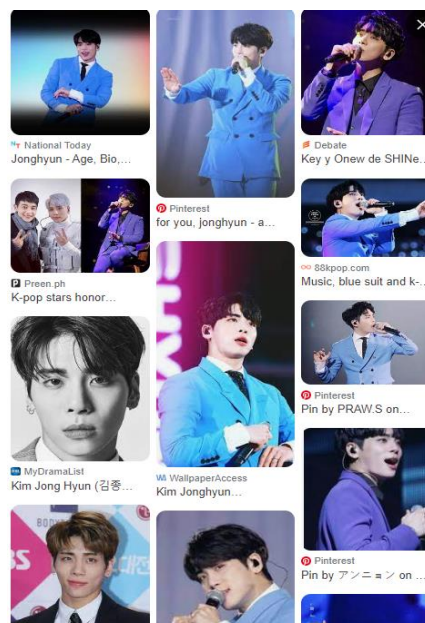 National Today
Jonghyun - Age, Bio,...
Pinterest
for you, jonghyun - a...
Debate
Key y Onew de SHINe...
Preen.ph
K-pop stars honor...
88kpop.com
Music, blue suit and k-...
Pinterest
Pin by PRAW.S on...
MyDramaList
Kim Jong Hyun (김종...
WallpaperAccess
Kim Jonghyun...
Pinterest
Pin by アンニョン on ...